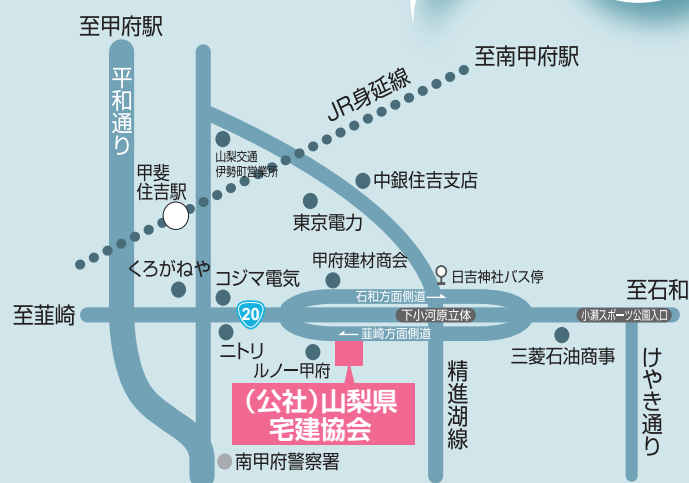 至甲府駅
至南甲府駅
平和通り
JR身延線
山梨交通
伊勢町営業所
甲斐
住吉駅
中銀住吉支店
東京電力
くろがねや
コジマ電気
甲府建材商会
日吉神社バス停
至石和
石和方面側道
至韮崎
20
下小河原立体
小瀬スポーツ公園入口
韮崎方面側道
ニトリ
ルノー甲府
三菱石油商事
精進湖線
けやき通り
（公社）山梨県
宅建協会
南甲府警察署